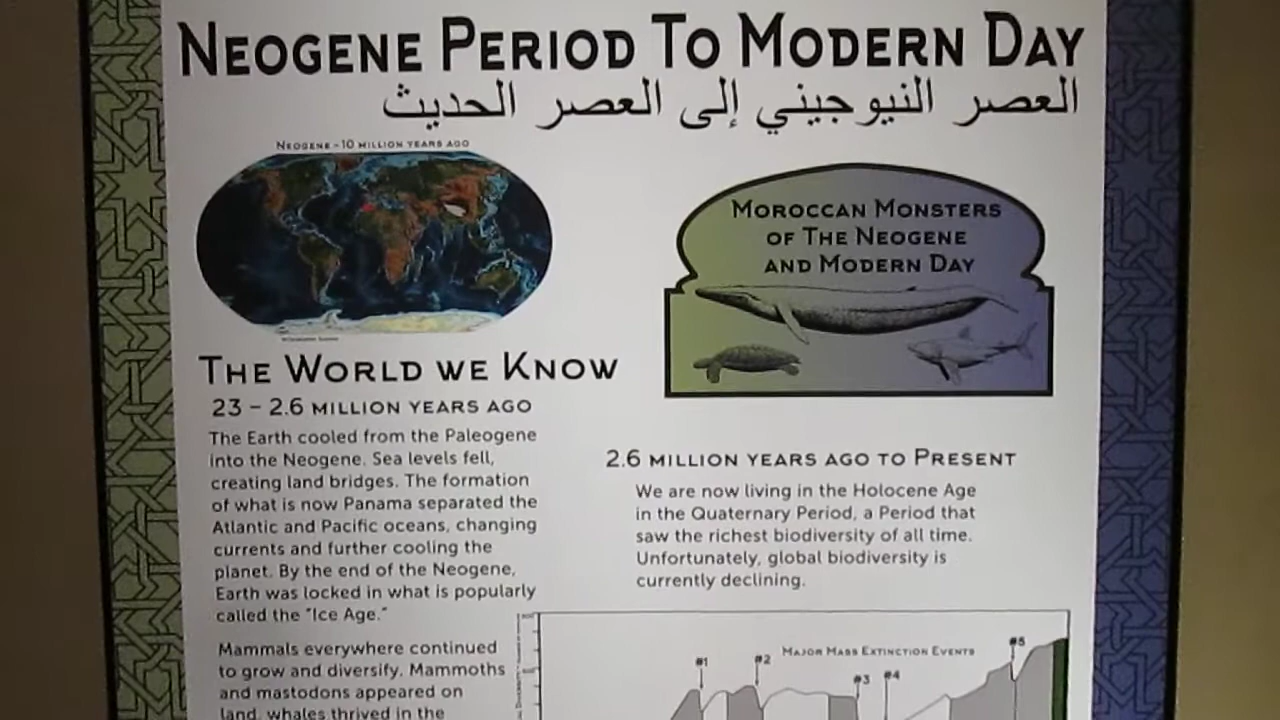 NEOGENE PERIOD TO MODERN DAY
العصر النيوجيني إلى العصر الحديث
NEOGENE - 10 MILLION YEARS AGO
MOROCCAN MONSTERS
OF THE NEOGENE
AND MODERN DAY
THE WORLD WE KNOW
23 – 2.6 MILLION YEARS AGO
The Earth cooled from the Paleogene
into the Neogene. Sea levels fell,
creating land bridges. The formation
of what is now Panama separated the
Atlantic and Pacific oceans, changing
currents and further cooling the
planet. By the end of the Neogene,
Earth was locked in what is popularly
called the "Ice Age."
Mammals everywhere continued
to grow and diversify. Mammoths
and mastodons appeared on
land, whales thrived in the
2.6 MILLION YEARS AGO TO PRESENT
We are now living in the Holocene Age
in the Quaternary Period, a Period that
saw the richest biodiversity of all time.
Unfortunately, global biodiversity is
currently declining.
MAJOR MASS EXTINCTION EVENTS
#1
#2
#3
#4
#5